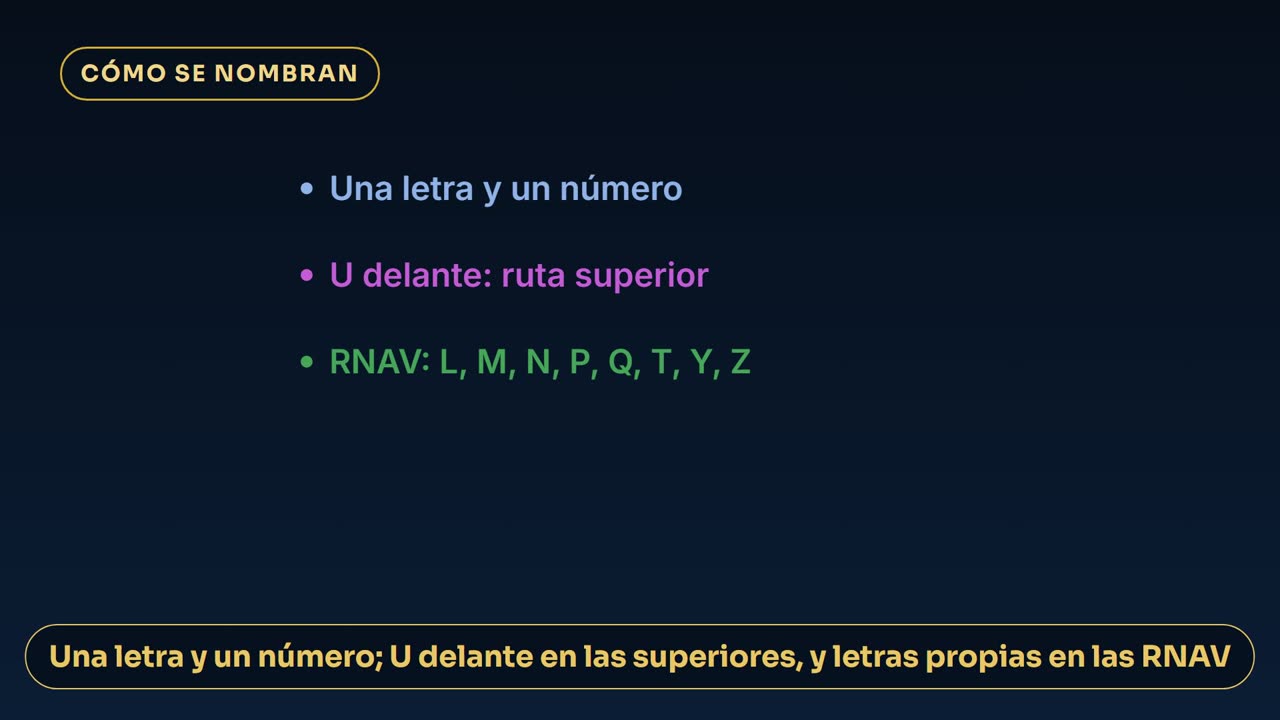 CÓMO SE NOMBRAN
• Una letra y un número
• U delante: ruta superior
• RNAV: L, M, N, P, Q, T, Y, Z
Una letra y un número; U delante en las superiores, y letras propias en las RNAV